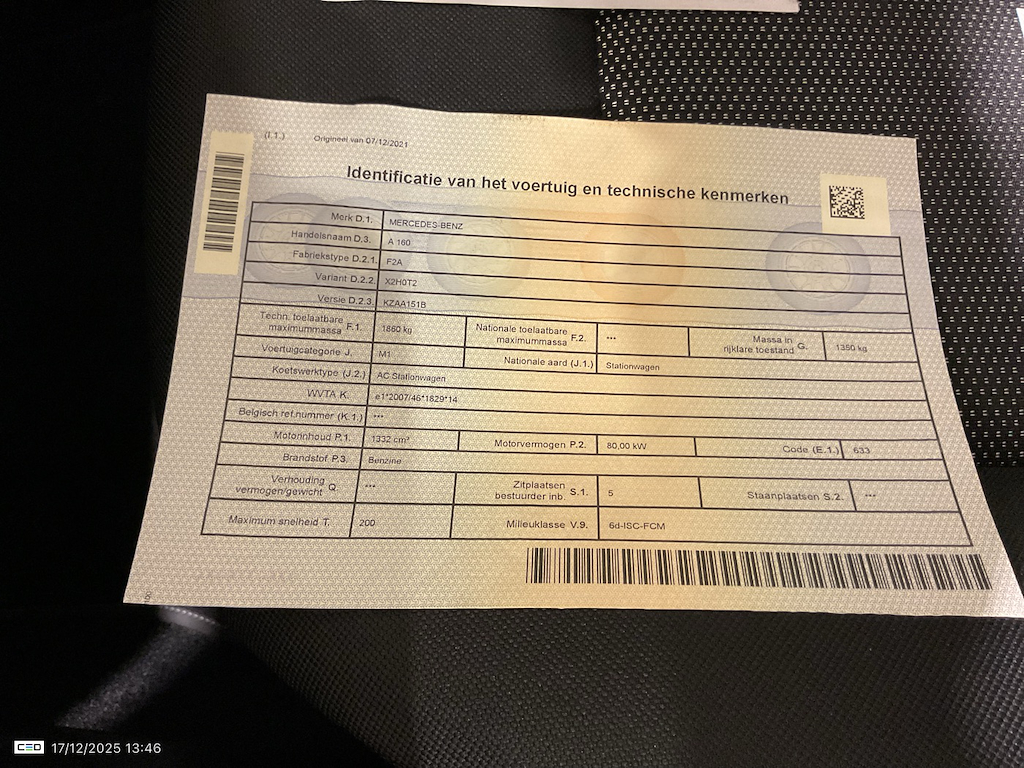 (I.1.) Origineel van 07/12/2021
Identificatie van het voertuig en technische kenmerken
Merk D.1. MERCEDES-BENZ
Handelsnaam D.3. A 160
Fabriekstype D.2.1. F2A
Variant D.2.2. X2H0T2
Versie D.2.3. KZAA151B
Techn. toelaatbare maximummassa F.1. 1860 kg Nationale toelaatbare maximummassa F.2. *** Massa in rijklare toestand G. 1350 kg
Voertuigcategorie J. M1 Nationale aard (J.1.) Stationwagen
Koetswerktype (J.2.) AC Stationwagen
WVTA K. e1*2007/46*1829*14
Belgisch ref.nummer (K.1.) ***
Motorinhoud P.1. 1332 cm³ Motorvermogen P.2. 80,00 kW Code (E.1.) 633
Brandstof P.3. Benzine
Verhouding vermogen/gewicht Q. *** Zitplaatsen bestuurder inb. S.1. 5 Staanplaatsen S.2. ***
Maximum snelheid T. 200 Milieuklasse V.9. 6d-ISC-FCM
8
CEO 17/12/2025 13:46